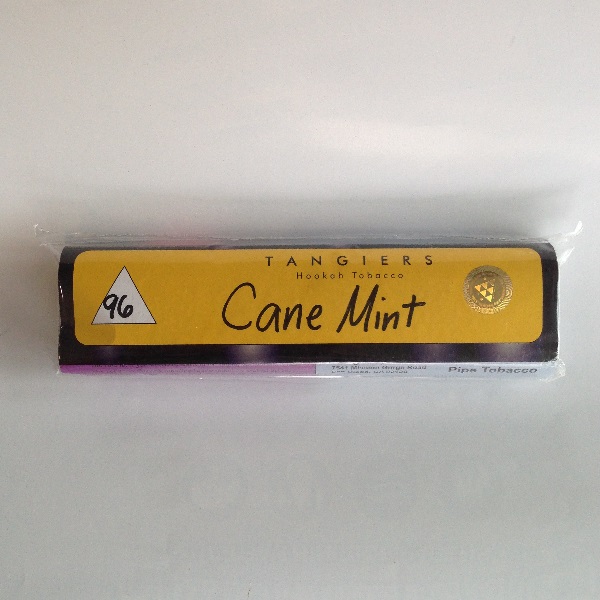 TANGIERS
Hookah Tobacco
96
Cane Mint
Pipe Tobacco